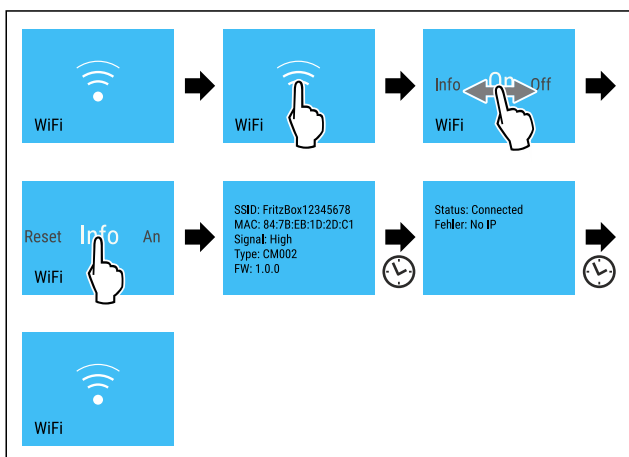 WiFi
WiFi
Info On Off
WiFi
Reset Info An
WiFi
SSID: FritzBox12345678
MAC: 84:7B:EB:1D:2D:C1
Signal: High
Type: CM002
FW: 1.0.0
Status: Connected
Fehler: No IP
WiFi